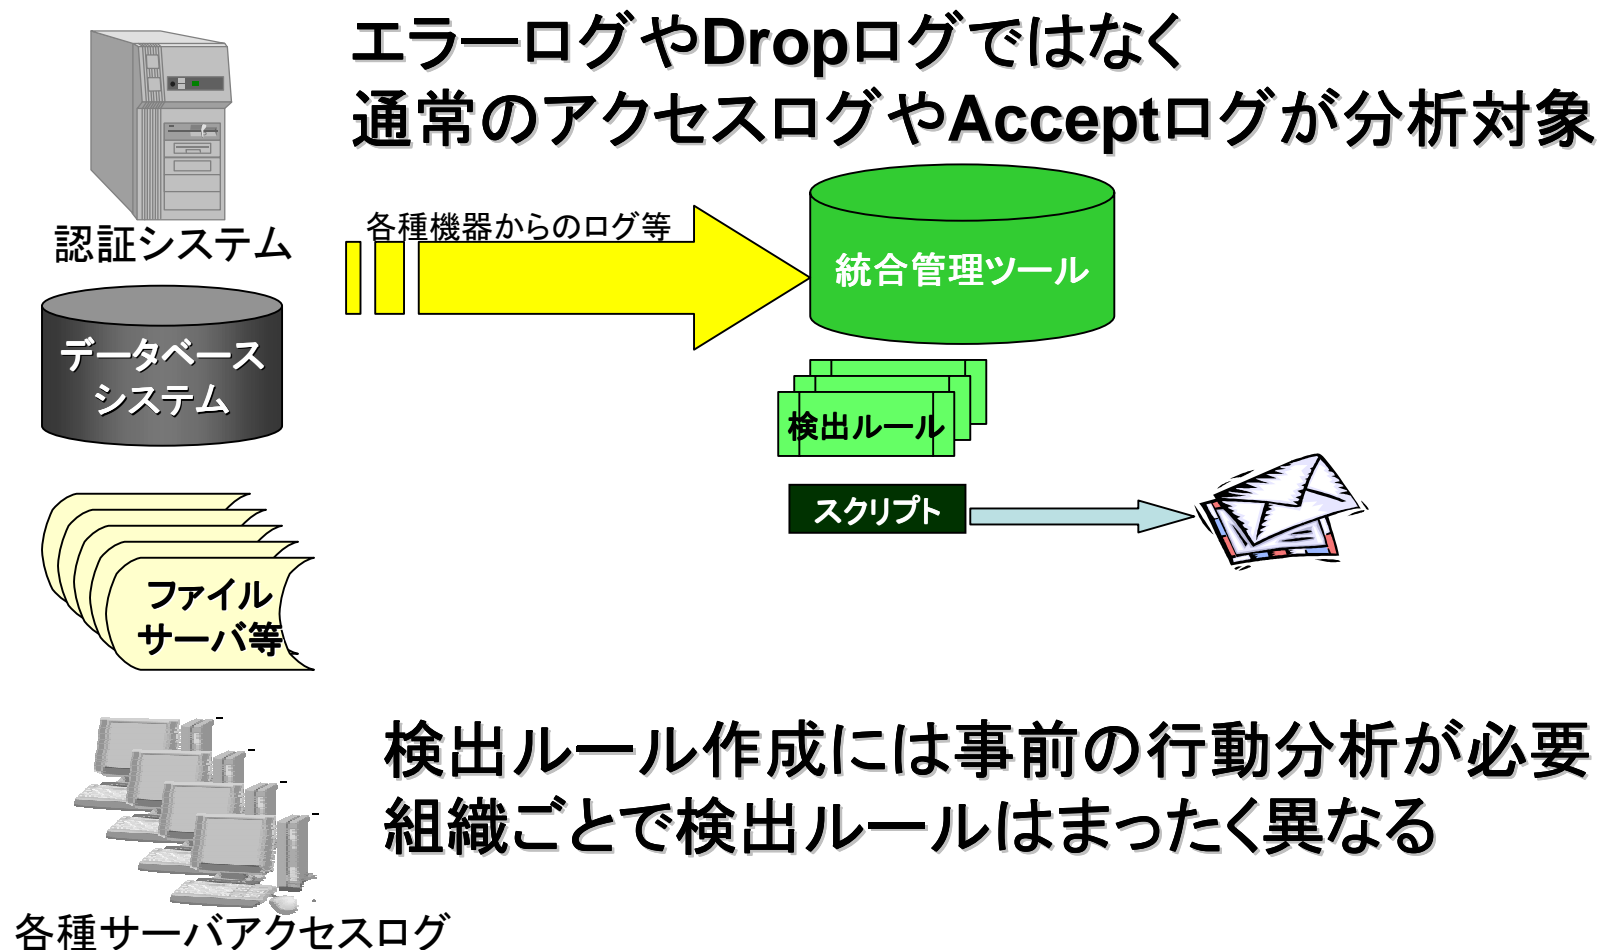 エラーログやDropログではなく
通常のアクセスログやAcceptログが分析対象
認証システム
各種機器からのログ等
統合管理ツール
データベース
システム
検出ルール
スクリプト
ファイル
サーバ等
検出ルール作成には事前の行動分析が必要
組織ごとで検出ルールはまったく異なる
各種サーバアクセスログ